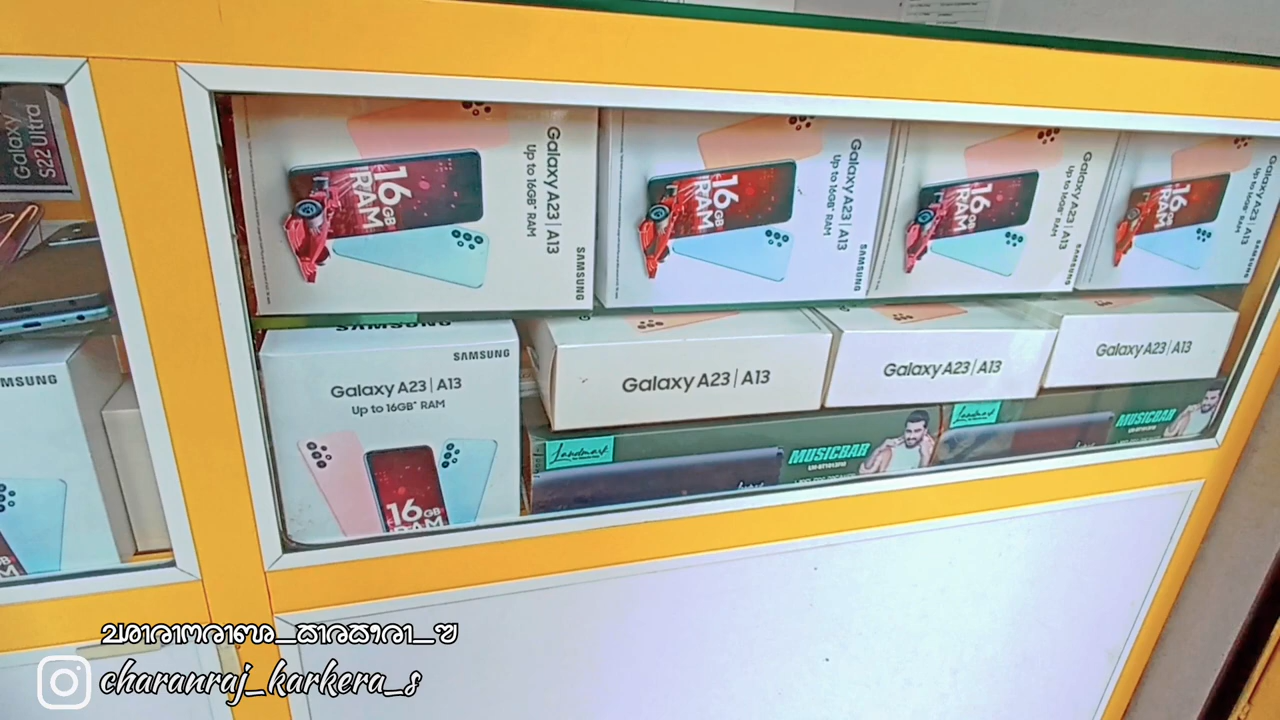 Galaxy
S22 Ultra
SAMSUNG
Galaxy A23 | A13
Up to 16GB* RAM
16GB
RAM
SAMSUNG
Galaxy A23 | A13
Up to 16GB* RAM
16GB
RAM
SAMSUNG
Galaxy A23 | A13
Up to 16GB* RAM
16GB
RAM
SAMSUNG
Galaxy A23 | A13
Up to 16GB* RAM
16GB
RAM
SAMSUNG
SAMSUNG
SAMSUNG
Galaxy A23 | A13
Up to 16GB* RAM
16GB
RAM
Galaxy A23 | A13
Galaxy A23 | A13
Galaxy A23 | A13
Landmark
MUSICBAR
Landmark
MUSICBAR
charanraj_karkera_s